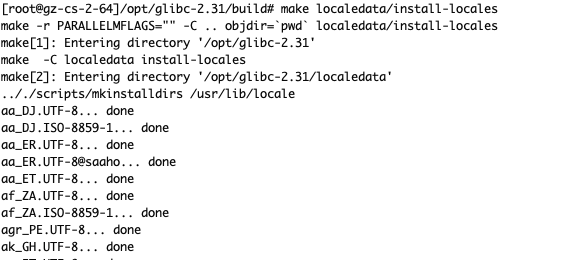 [root@gz-cs-2-64]/opt/glibc-2.31/build# make localedata/install-locales
make -r PARALLELMFLAGS="" -C .. objdir=`pwd` localedata/install-locales
make[1]: Entering directory '/opt/glibc-2.31'
make  -C localedata install-locales
make[2]: Entering directory '/opt/glibc-2.31/localedata'
.././scripts/mkinstalldirs /usr/lib/locale
aa_DJ.UTF-8... done
aa_DJ.ISO-8859-1... done
aa_ER.UTF-8... done
aa_ER.UTF-8@saaho... done
aa_ET.UTF-8... done
af_ZA.UTF-8... done
af_ZA.ISO-8859-1... done
agr_PE.UTF-8... done
ak_GH.UTF-8... done